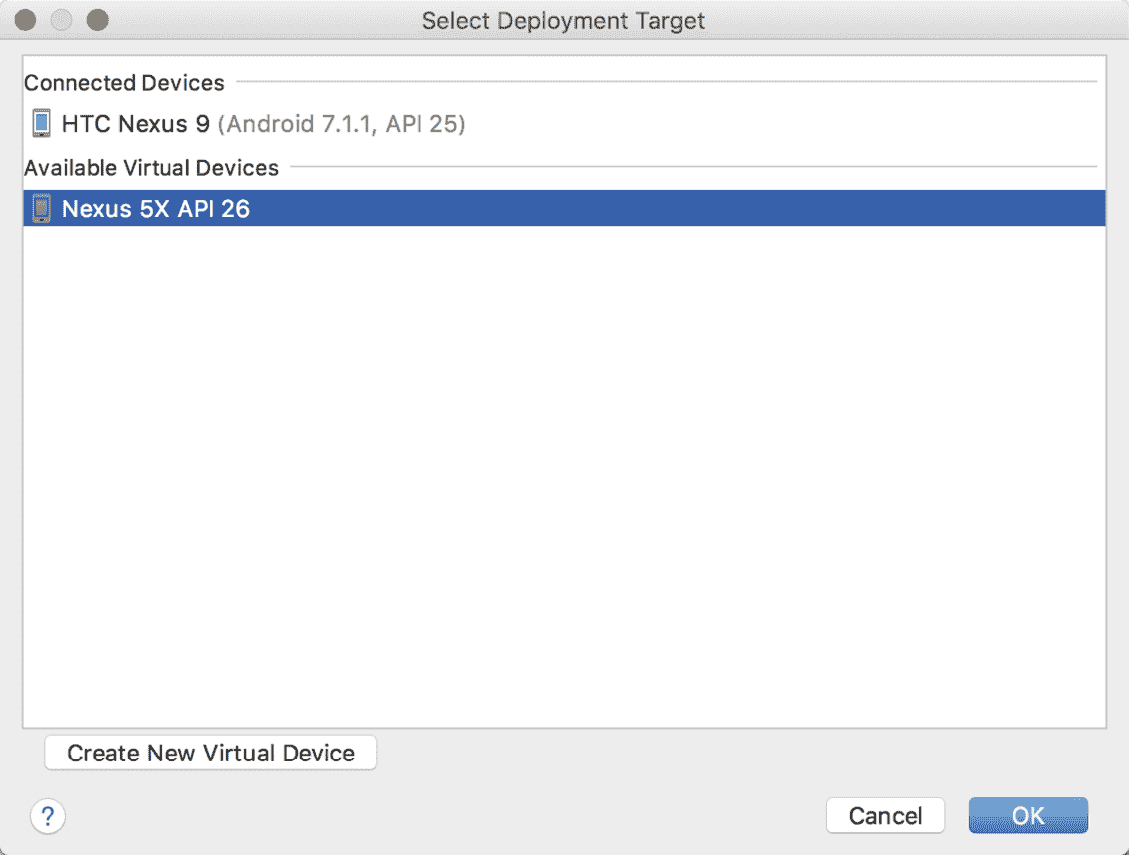 Select Deployment Target
Connected Devices
HTC Nexus 9 (Android 7.1.1, API 25)
Available Virtual Devices
Nexus 5X API 26
Create New Virtual Device
?
Cancel
OK